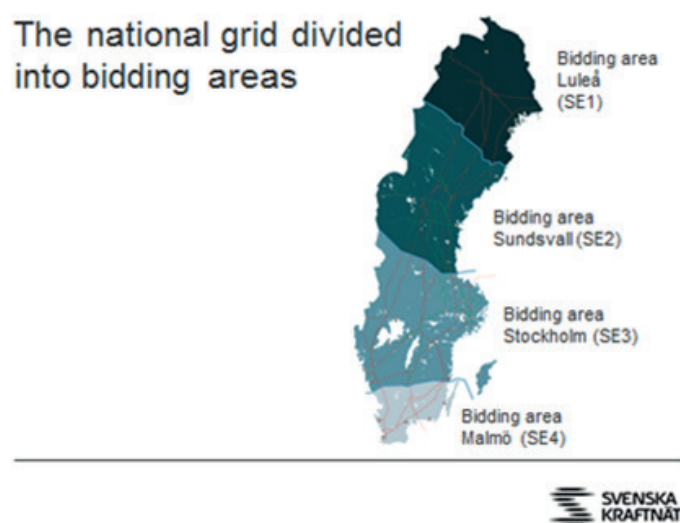 The national grid divided
into bidding areas
Bidding area
Luleå
(SE1)
Bidding area
Sundsvall (SE2)
Bidding area
Stockholm (SE3)
Bidding area
Malmö (SE4)
SVENSKA
KRAFTNÄT